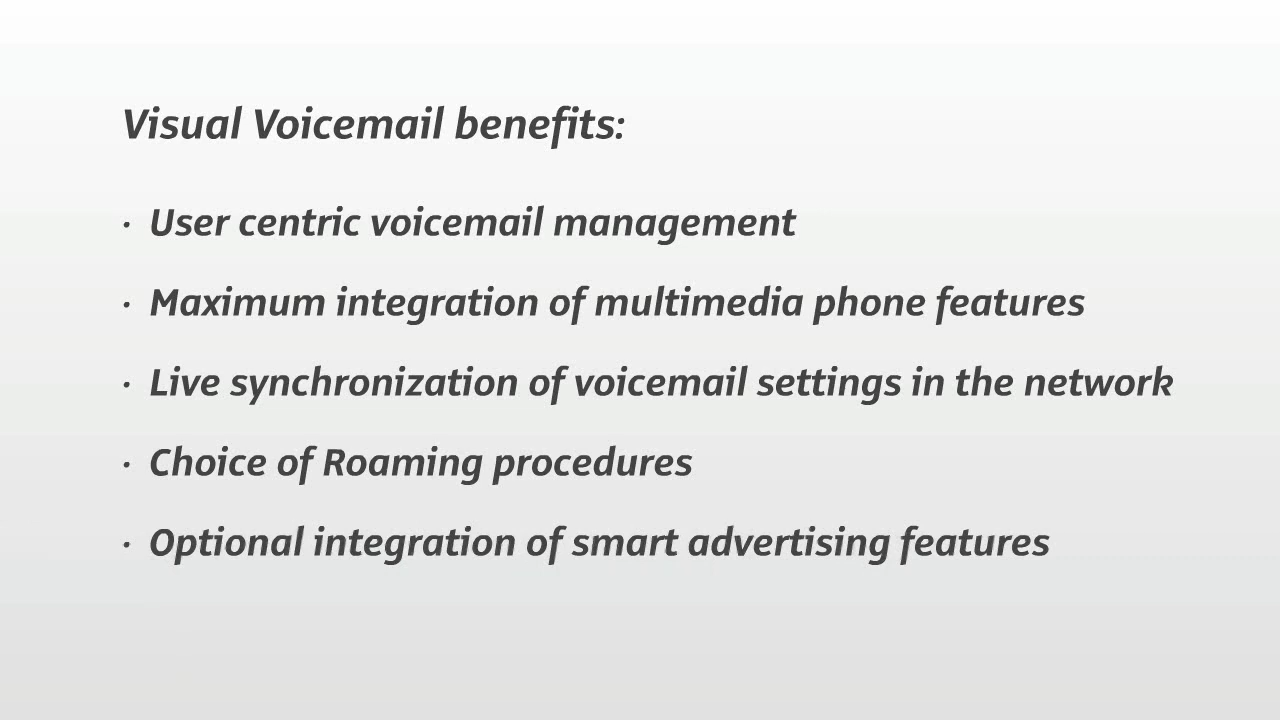 Visual Voicemail benefits:
· User centric voicemail management
· Maximum integration of multimedia phone features
· Live synchronization of voicemail settings in the network
· Choice of Roaming procedures
· Optional integration of smart advertising features